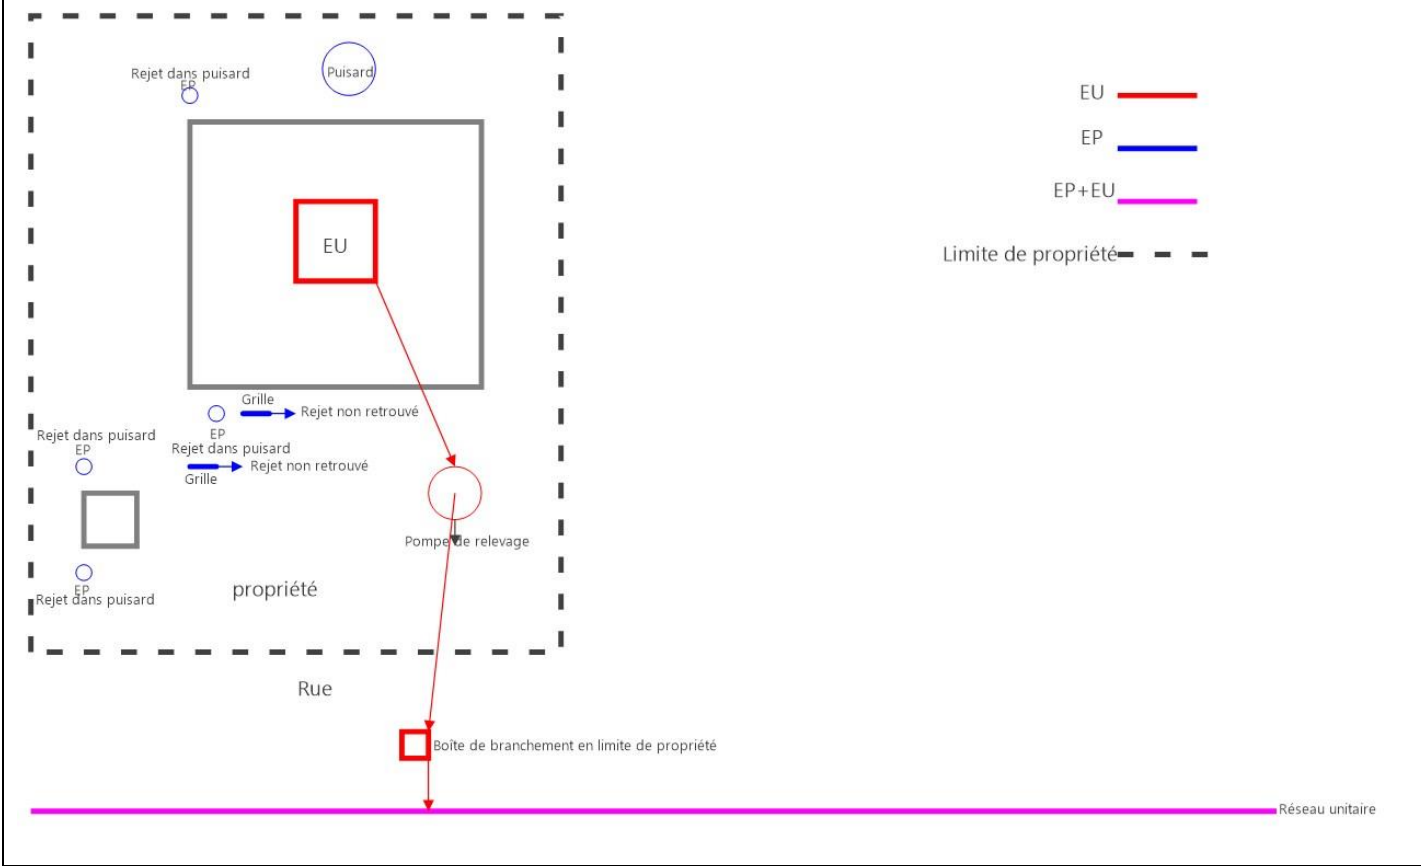 Puisard
Rejet dans puisard
EP
EU
EP
EP+EU
Limite de propriété
EU
Grille
Rejet non retrouvé
EP
Rejet dans puisard
Rejet dans puisard
EP
Rejet non retrouvé
Grille
Pompe de relevage
EP
Rejet dans puisard
propriété
Rue
Boîte de branchement en limite de propriété
Réseau unitaire